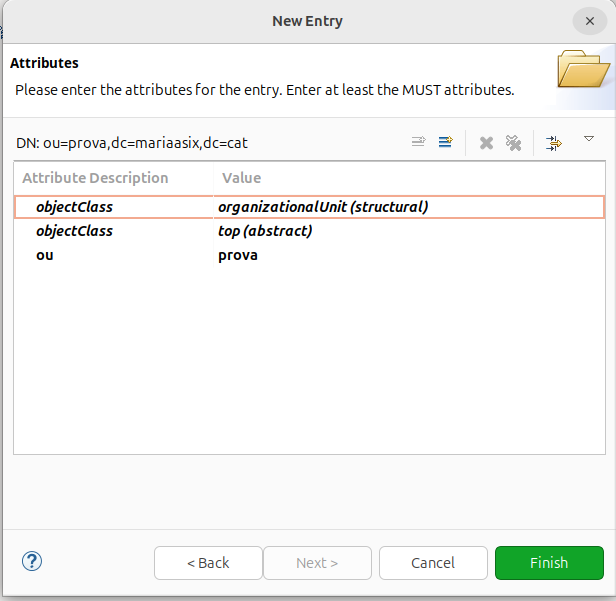 New Entry
Attributes
Please enter the attributes for the entry. Enter at least the MUST attributes.
DN: ou=prova,dc=mariaasix,dc=cat
Attribute Description Value
objectClass organizationalUnit (structural)
objectClass top (abstract)
ou prova
< Back Next > Cancel Finish